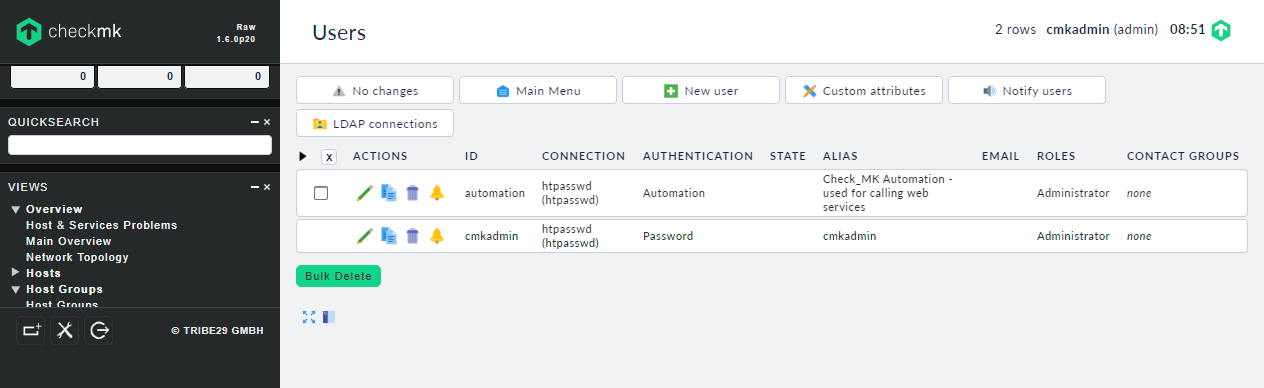 checkmk
Raw
1.6.0p20
0 0 0
QUICKSEARCH
VIEWS
Overview
Host & Services Problems
Main Overview
Network Topology
Hosts
Host Groups
Host Groups
© TRIBE29 GMBH
Users
2 rows cmkadmin (admin) 08:51
No changes
Main Menu
New user
Custom attributes
Notify users
LDAP connections
X ACTIONS ID CONNECTION AUTHENTICATION STATE ALIAS EMAIL ROLES CONTACT GROUPS
automation
htpasswd
(htpasswd)
Automation
Check_MK Automation -
used for calling web
services
Administrator
none
cmkadmin
htpasswd
(htpasswd)
Password
cmkadmin
Administrator
none
Bulk Delete